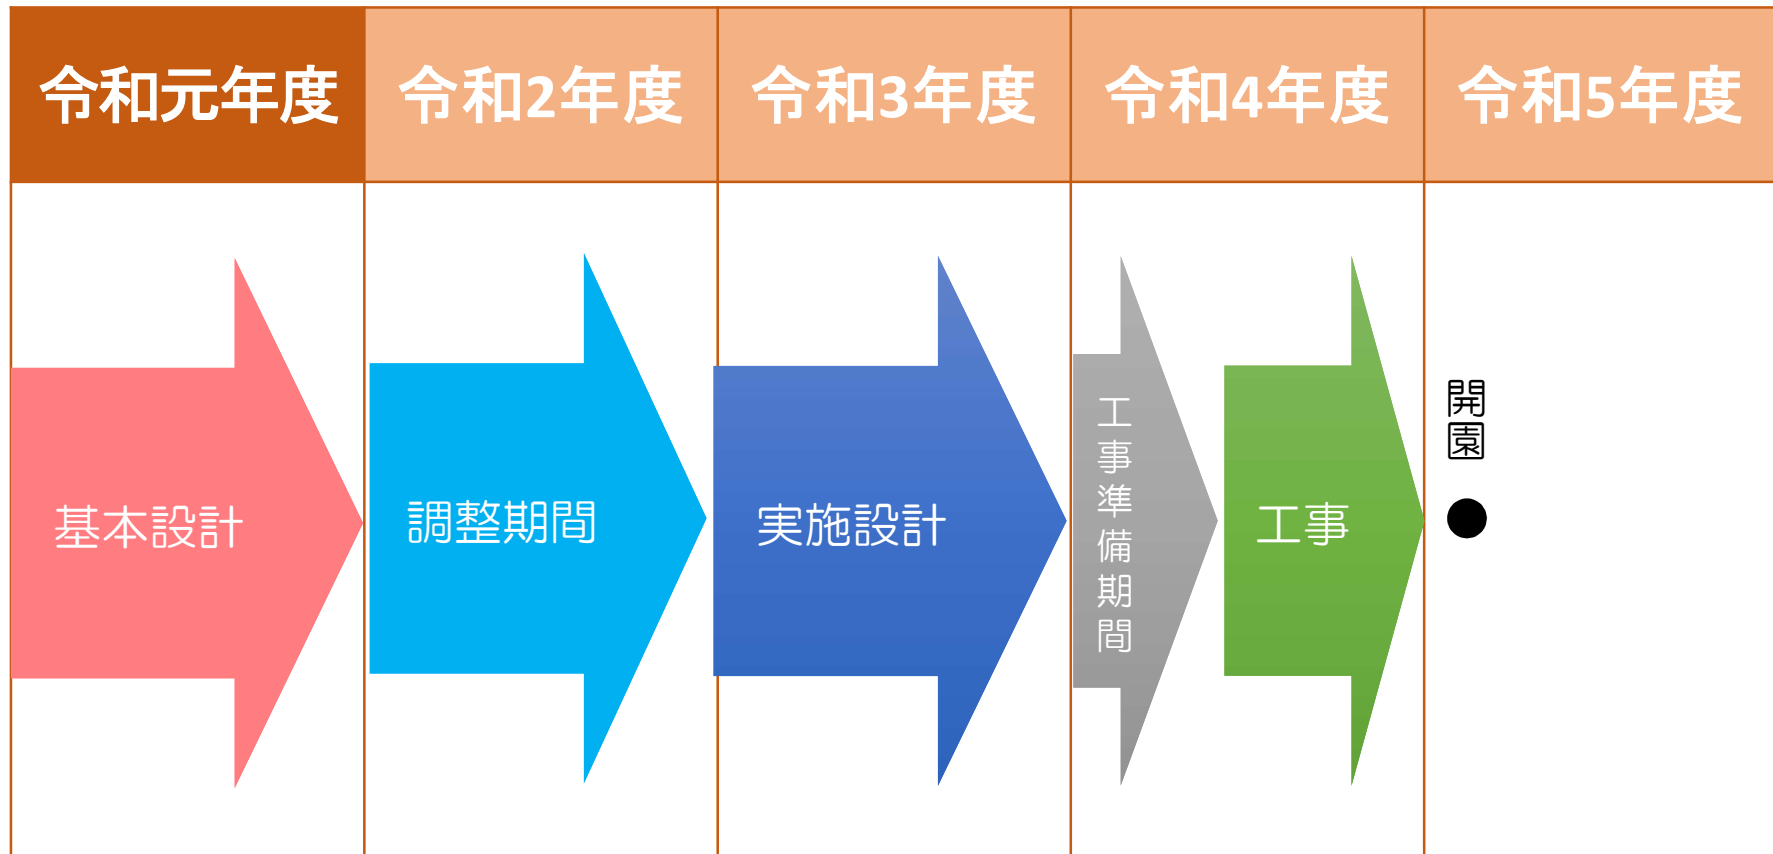 令和元年度
令和2年度
令和3年度
令和4年度
令和5年度
基本設計
調整期間
実施設計
工事準備期間
工事
開園